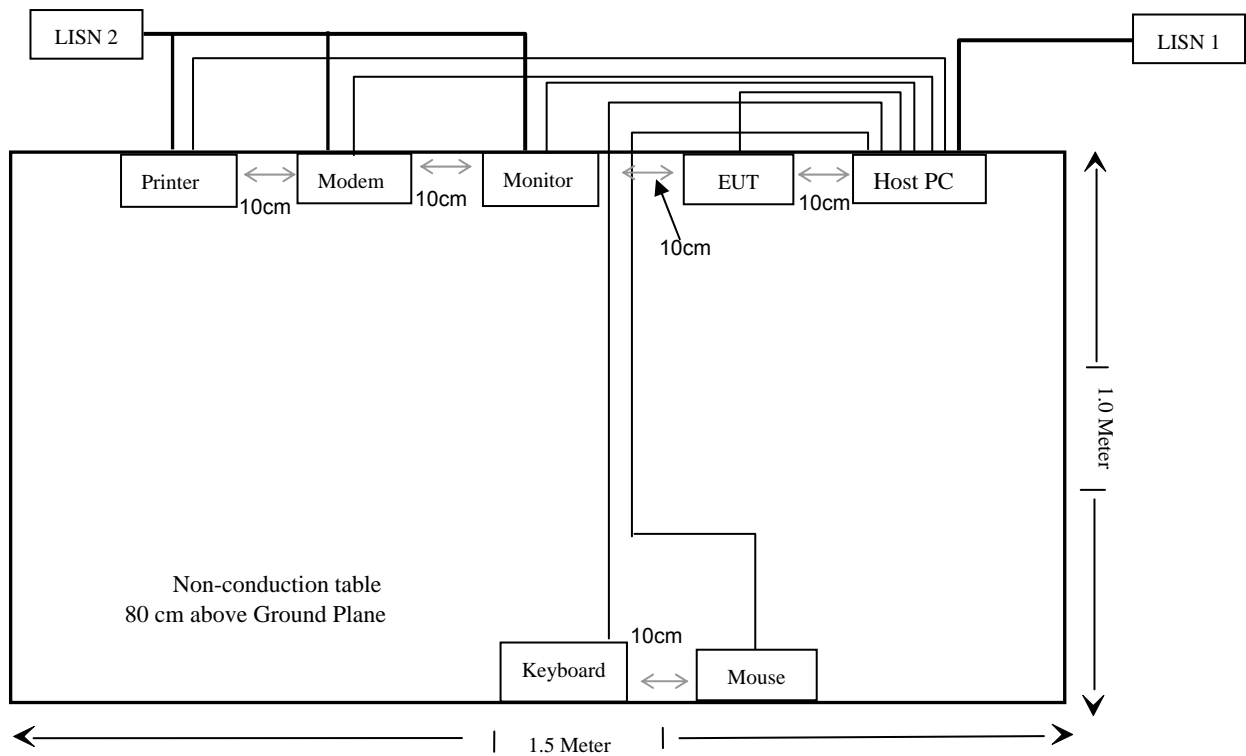 LISN 2
LISN 1
Printer
Modem
Monitor
EUT
Host PC
10cm
10cm
10cm
10cm
1.0 Meter
Non-conduction table
80 cm above Ground Plane
10cm
Keyboard
Mouse
1.5 Meter